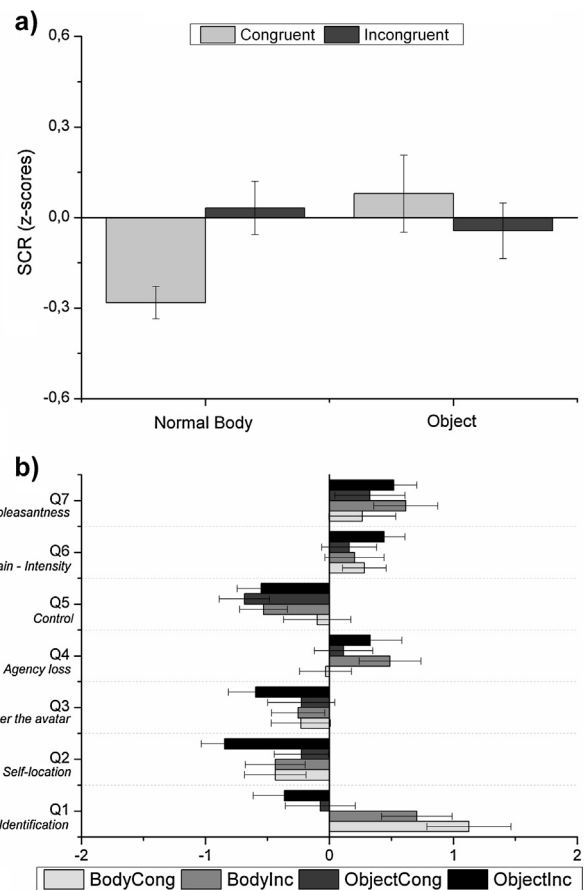 a)
Congruent Incongruent
0,6
0,3
0,0
-0,3
-0,6
SCR (z-scores)
Normal Body Object
b)
Q7
pleasantness
Q6
ain - Intensity
Q5
Control
Q4
Agency loss
Q3
er the avatar
Q2
Self-location
Q1
Identification
-2 -1 0 1 2
BodyCong BodyInc ObjectCong ObjectInc